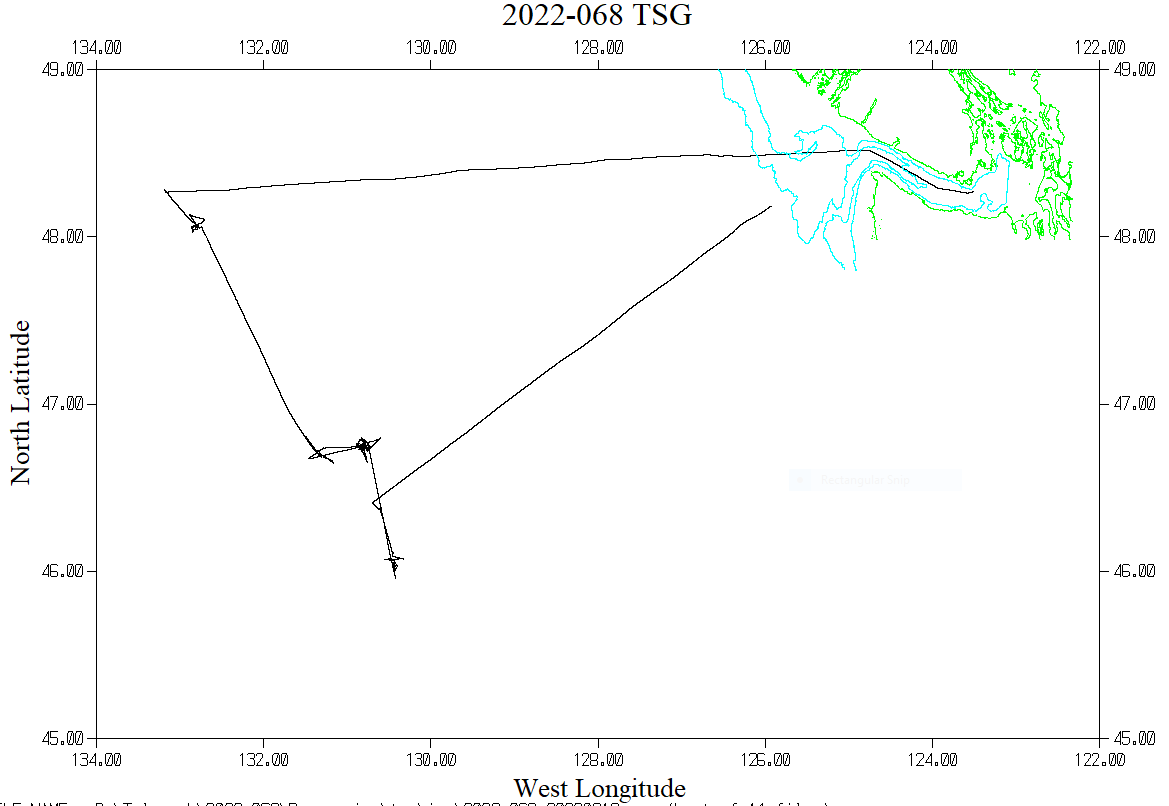 2022-068 TSG
134.00 132.00 130.00 128.00 126.00 124.00 122.00
49.00 49.00
48.00 48.00
47.00 47.00
Rectangular Snip
46.00 46.00
45.00 45.00
North Latitude
134.00 132.00 130.00 128.00 126.00 124.00 122.00
West Longitude